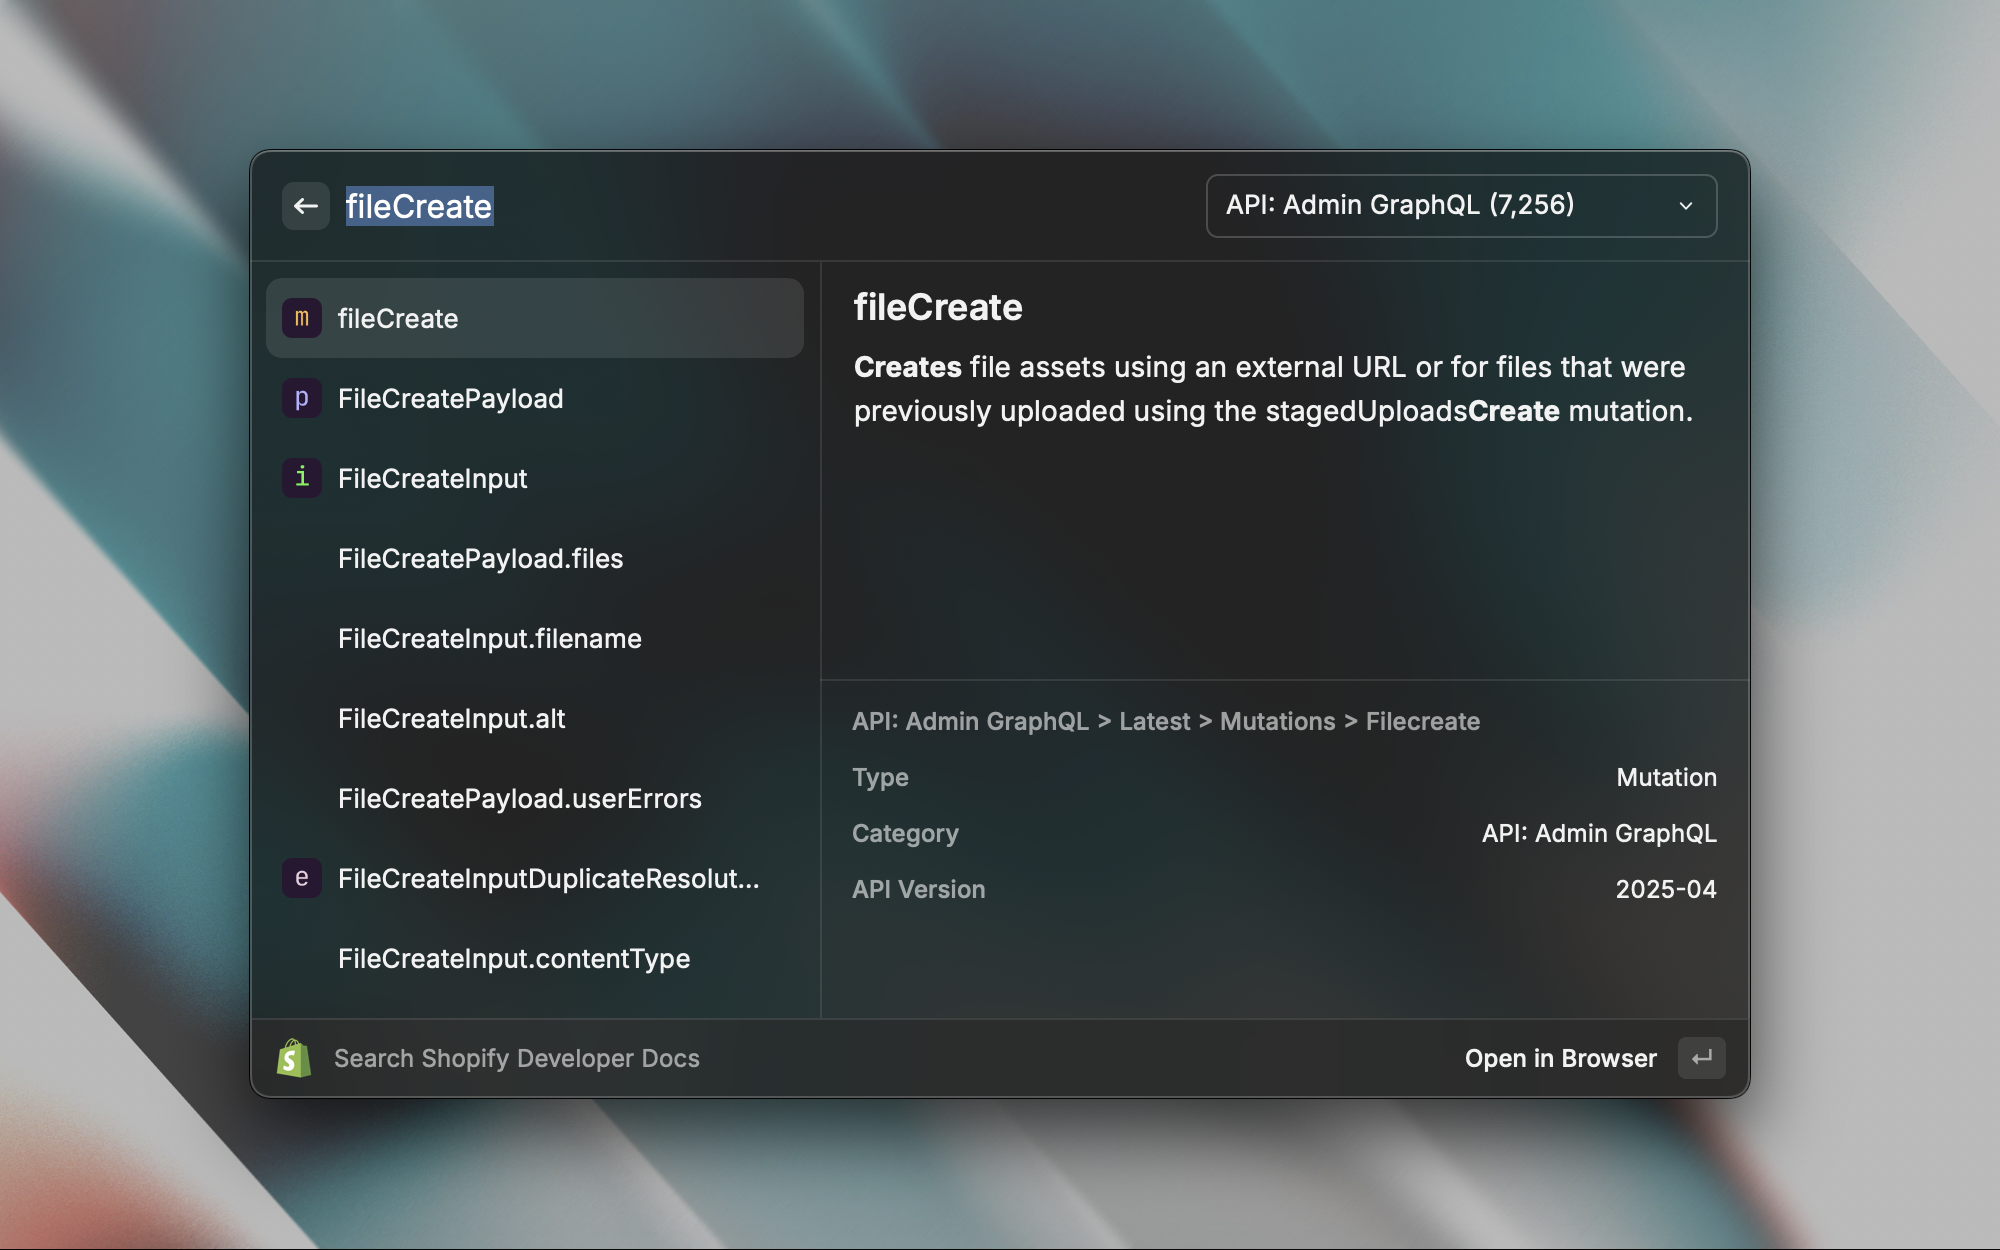 fileCreate
API: Admin GraphQL (7,256)
m fileCreate
p FileCreatePayload
i FileCreateInput
FileCreatePayload.files
FileCreateInput.filename
FileCreateInput.alt
FileCreatePayload.userErrors
e FileCreateInputDuplicateResolut...
FileCreateInput.contentType
fileCreate
Creates file assets using an external URL or for files that were
previously uploaded using the stagedUploadsCreate mutation.
API: Admin GraphQL > Latest > Mutations > Filecreate
Type Mutation
Category API: Admin GraphQL
API Version 2025-04
S Search Shopify Developer Docs
Open in Browser